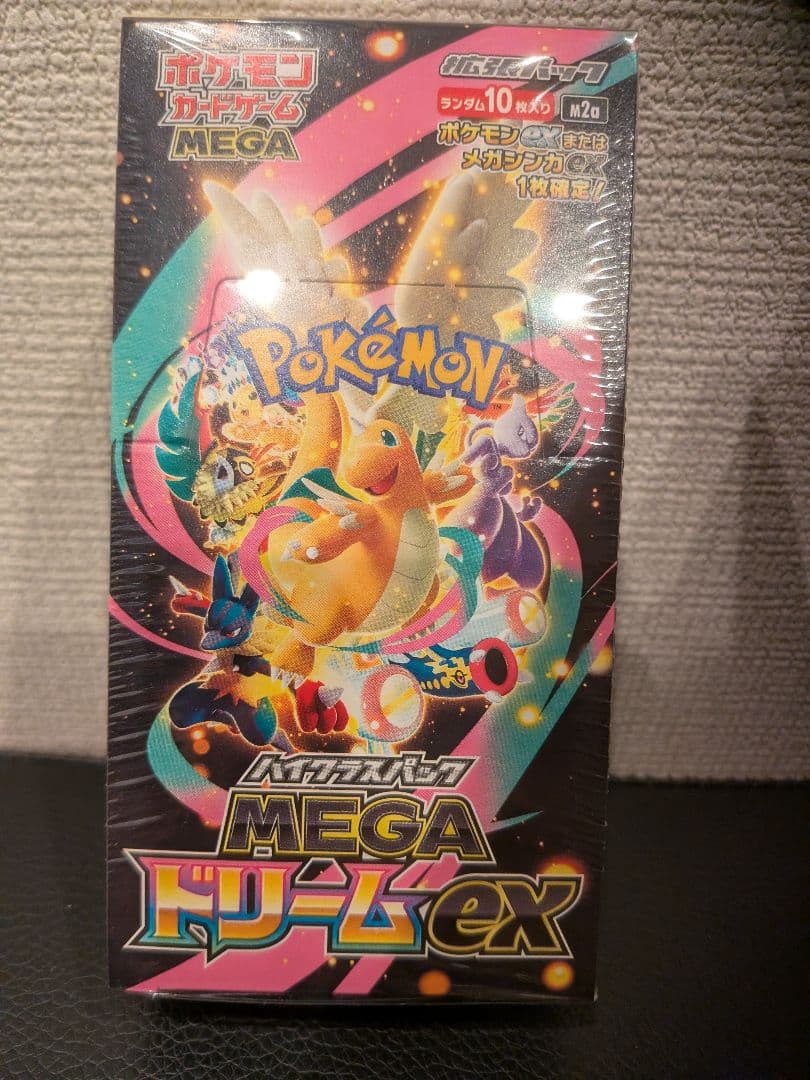 ポケモン
カードゲーム™
MEGA
拡張パック
ランダム10枚入り
M2a
ポケモンexまたは
メガシンカex
1枚確定!
POKÉMON™
ハイクラスパック
MEGA
ドリームex